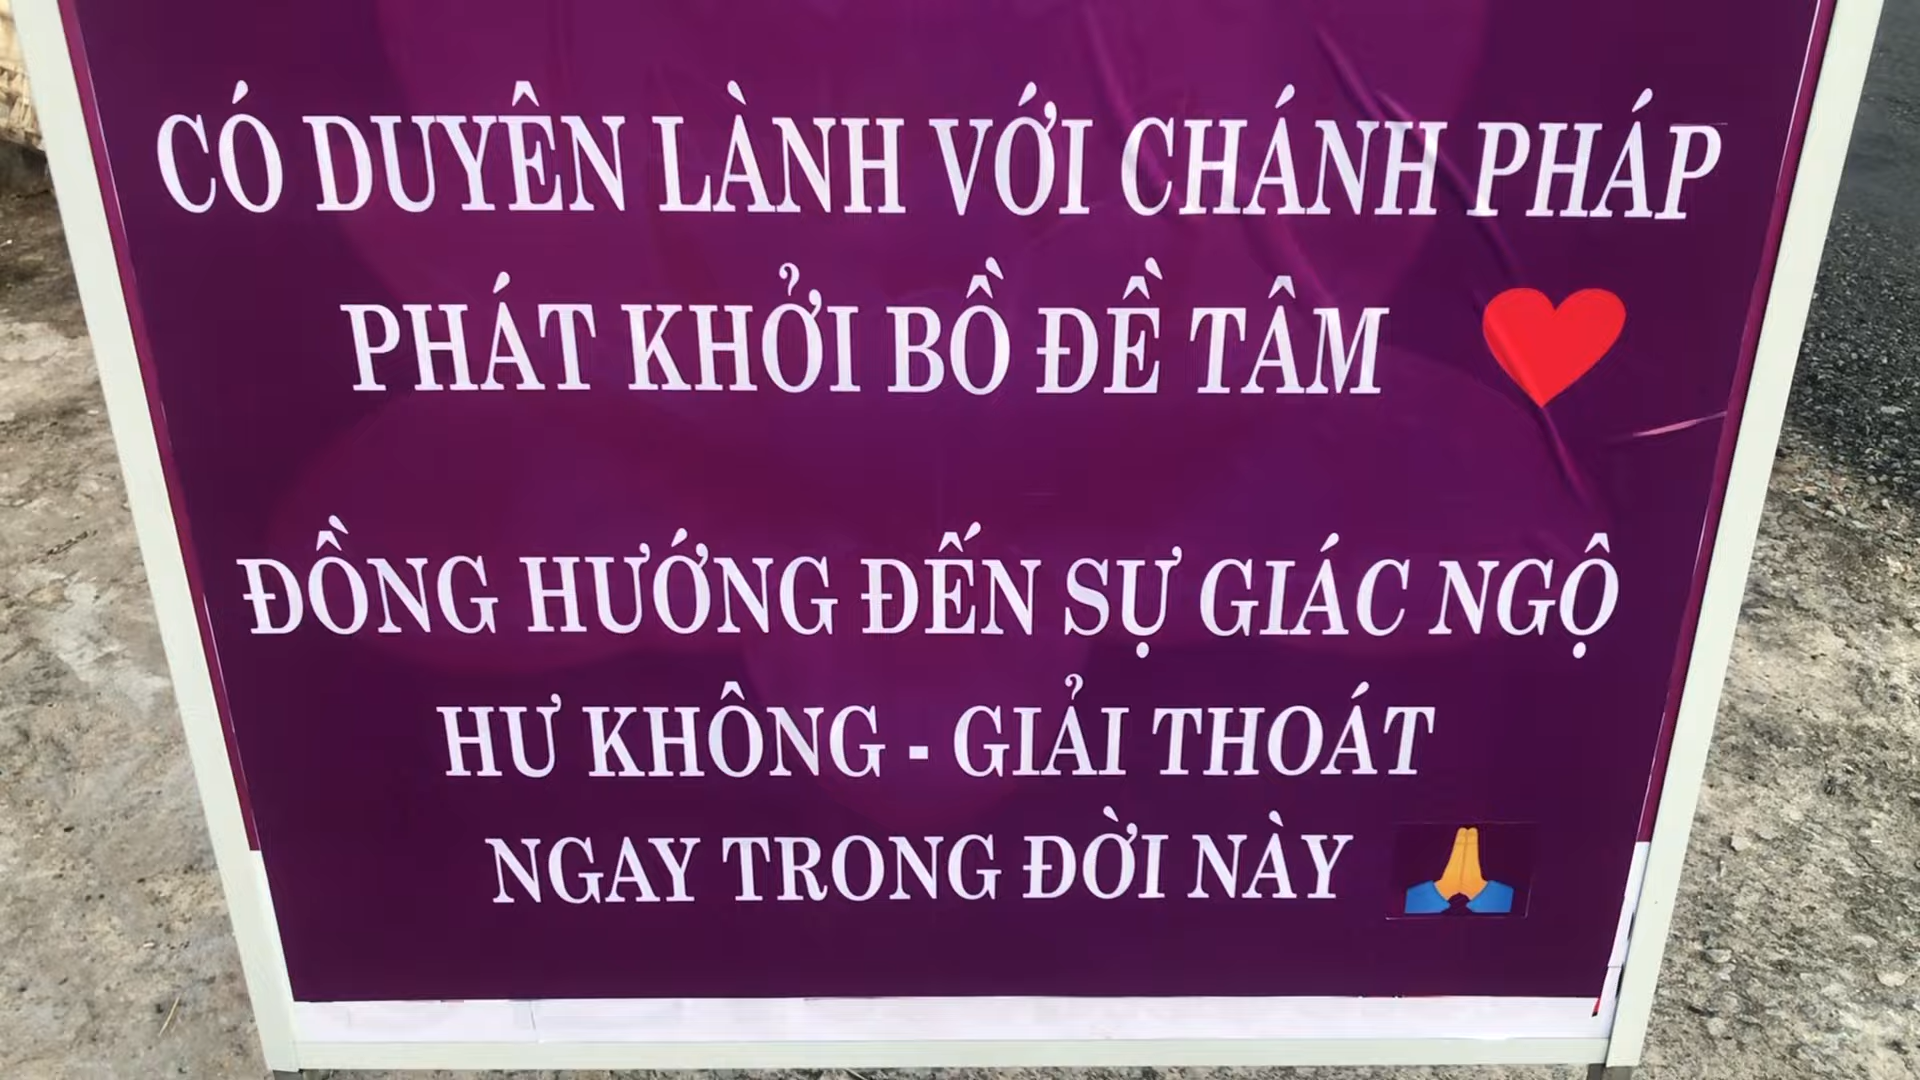 CÓ DUYÊN LÀNH VỚI CHÁNH PHÁP
PHÁT KHỞI BỒ ĐỀ TÂM
ĐỒNG HƯỚNG ĐẾN SỰ GIÁC NGỘ
HƯ KHÔNG - GIẢI THOÁT
NGAY TRONG ĐỜI NÀY